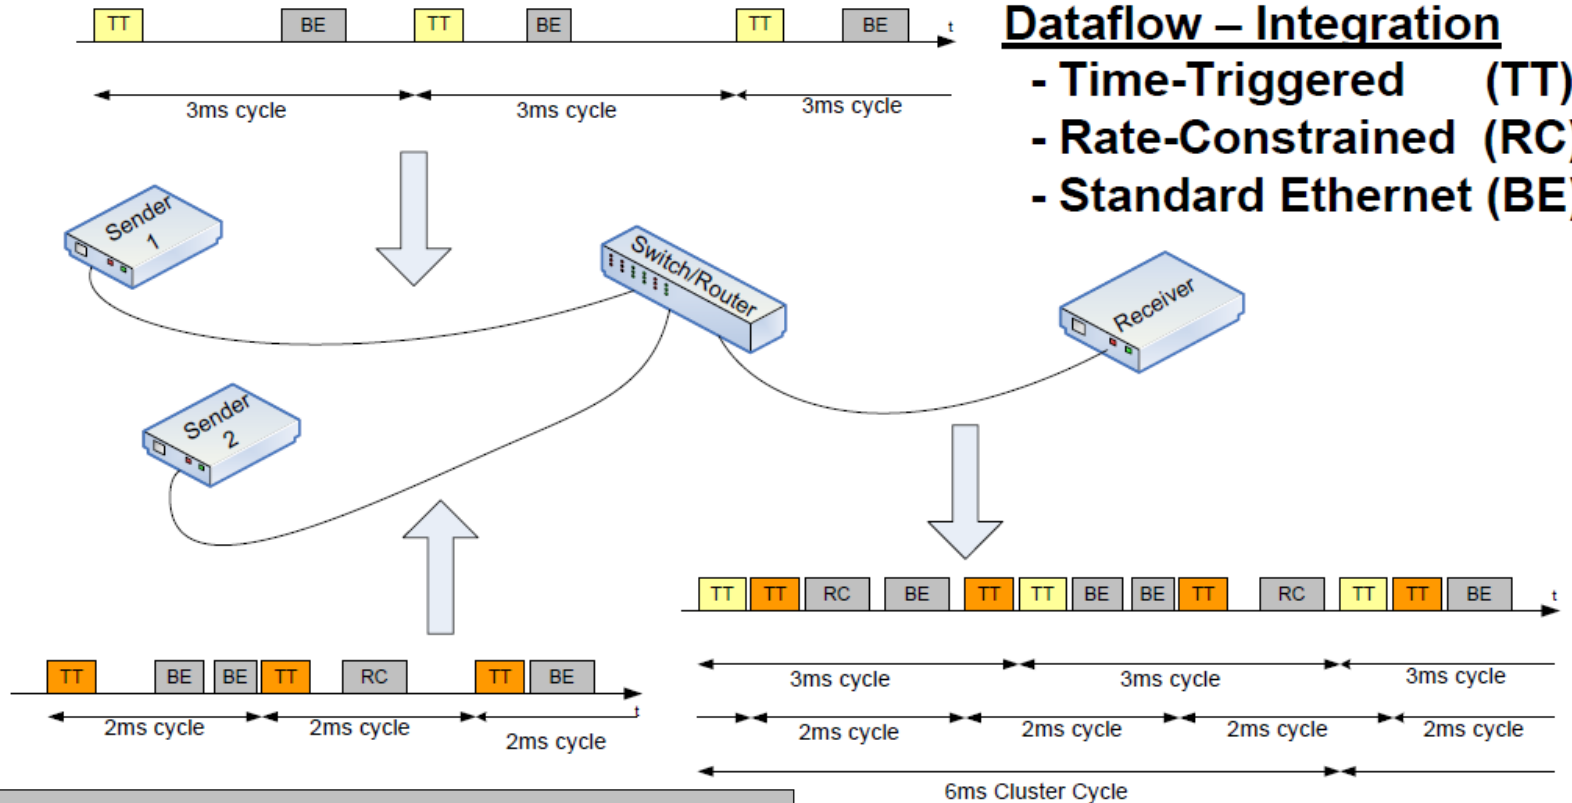 TT BE TT BE TT BE t
3ms cycle 3ms cycle 3ms cycle
Dataflow – Integration
- Time-Triggered (TT)
- Rate-Constrained (RC)
- Standard Ethernet (BE)
Sender
1
Switch/Router
Receiver
Sender
2
TT TT RC BE TT TT BE BE TT RC TT TT BE t
3ms cycle 3ms cycle 3ms cycle
2ms cycle 2ms cycle 2ms cycle 2ms cycle
6ms Cluster Cycle
TT BE BE TT RC TT BE t
2ms cycle 2ms cycle 2ms cycle